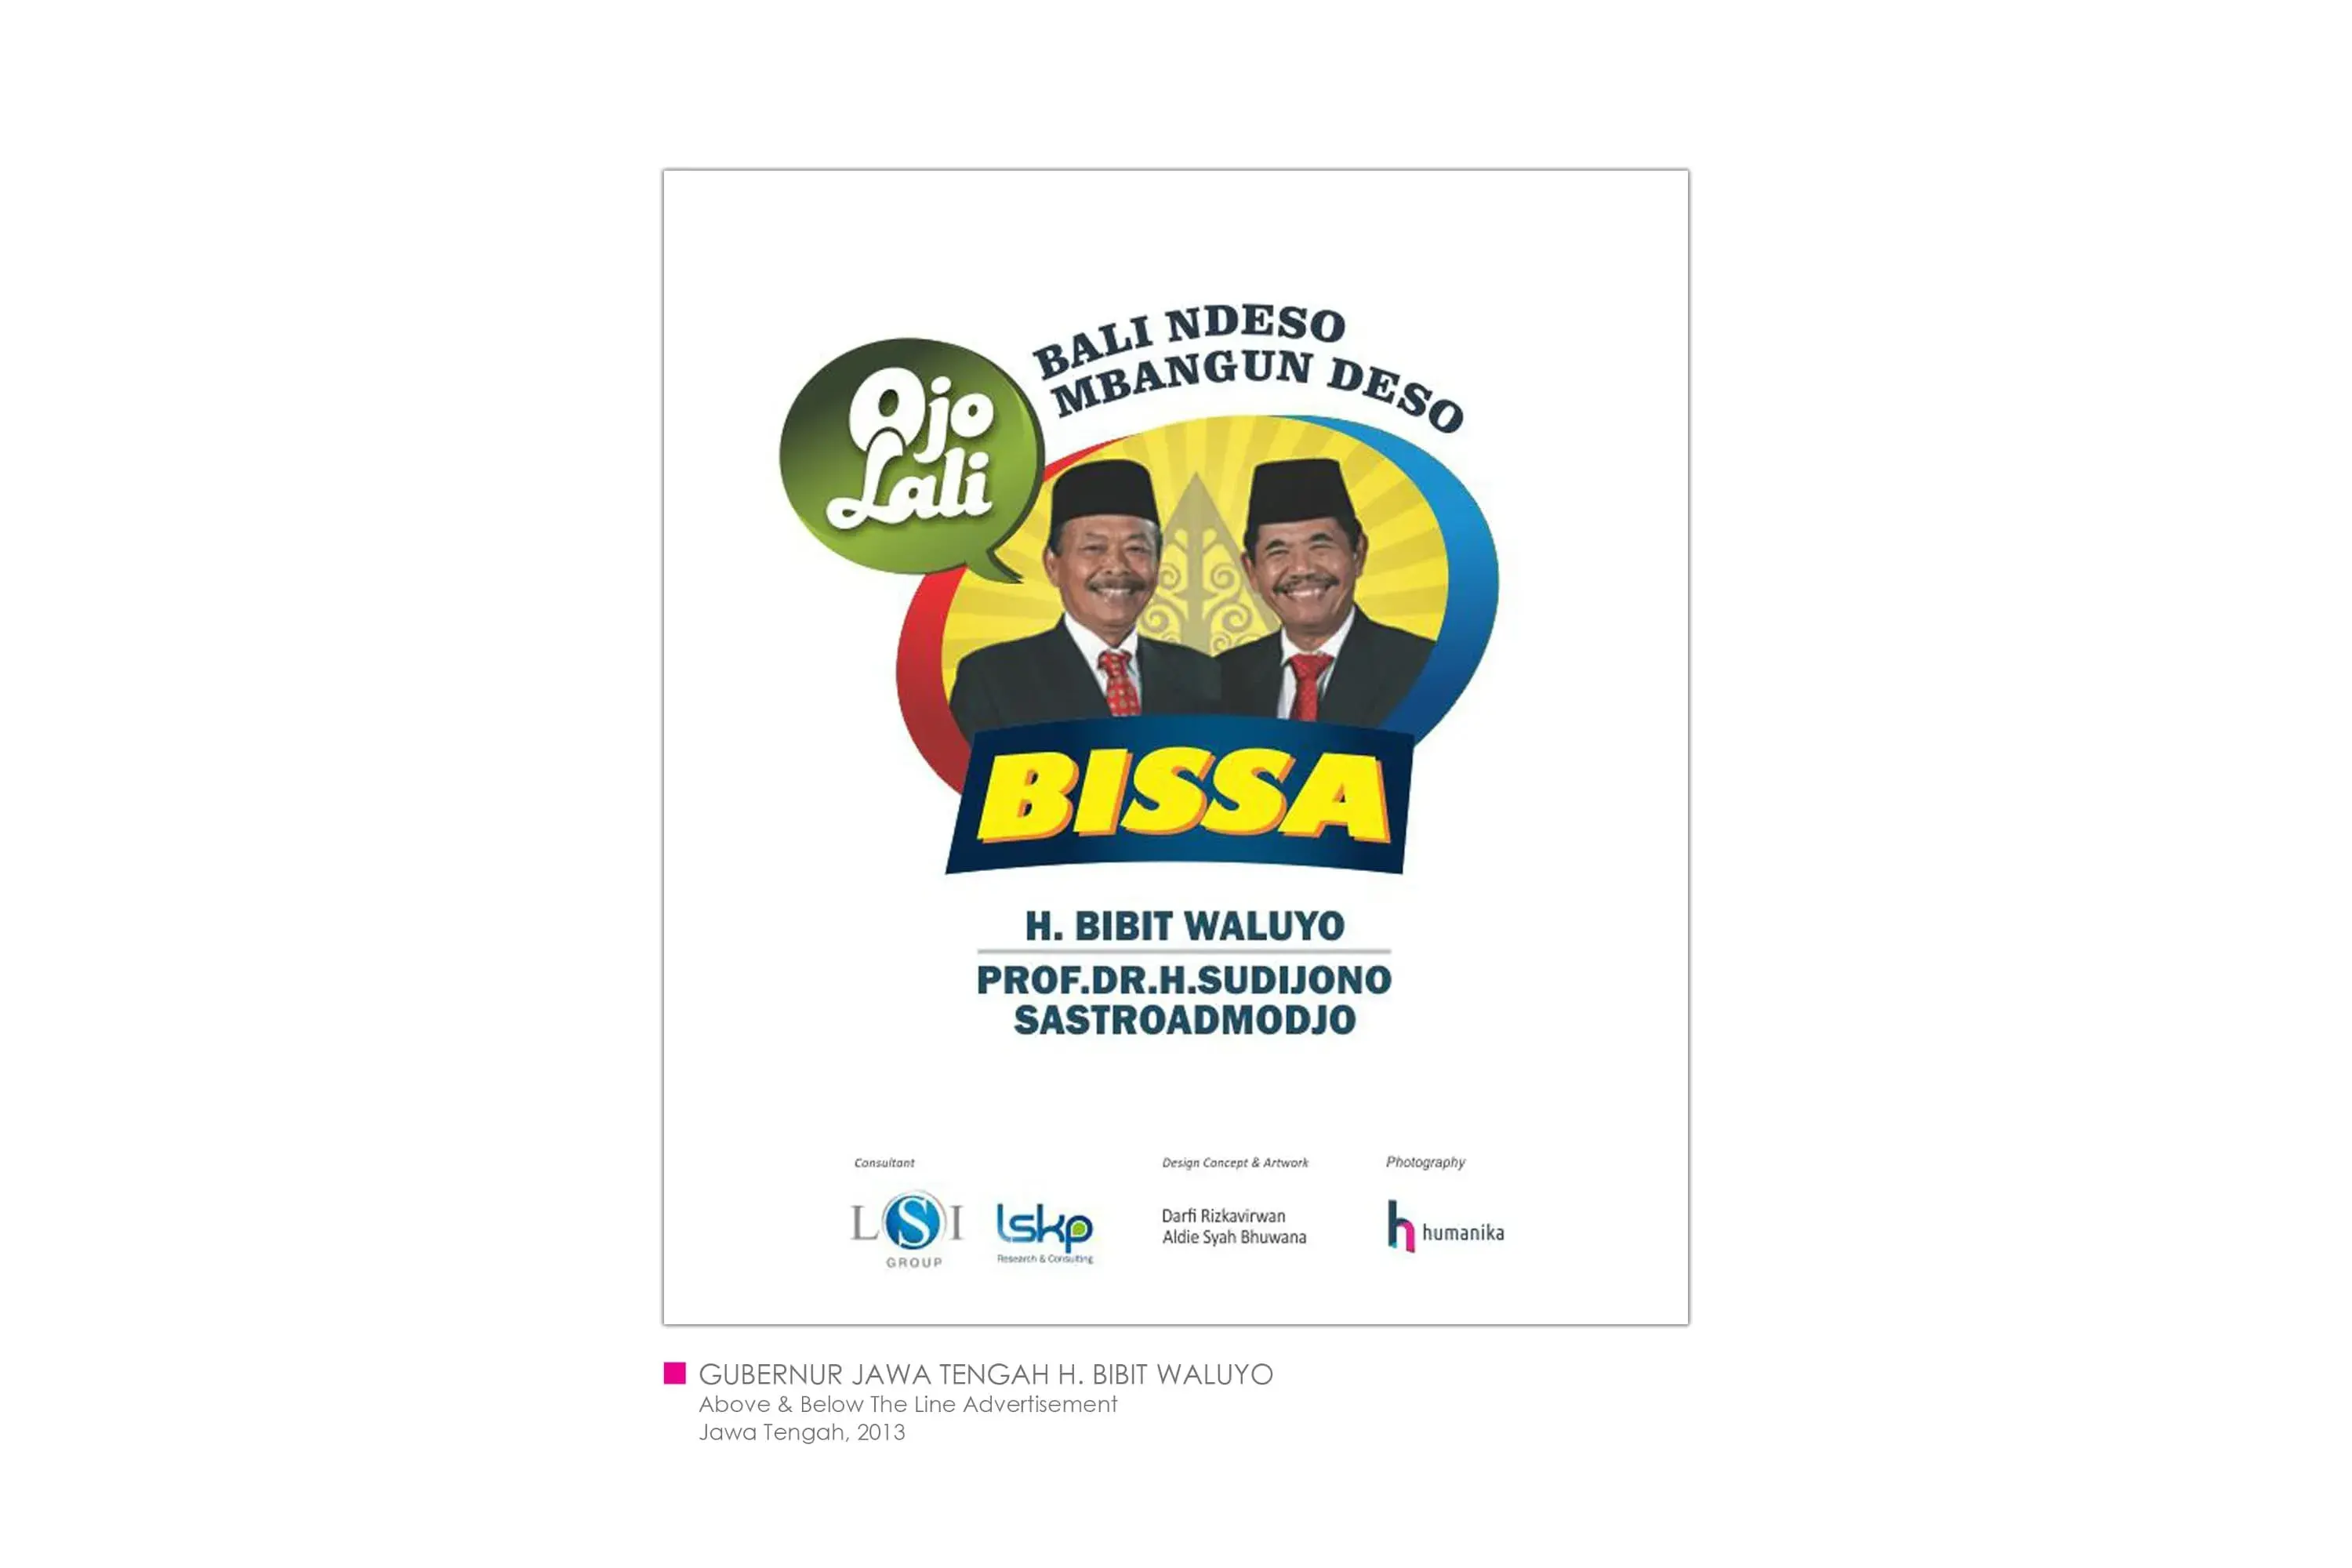 Ojo
Lali
BALI NDESO
MBANGUN DESO
BISSA
H. BIBIT WALUYO
PROF.DR.H.SUDIJONO
SASTROADMODJO
Consultant
LSI
GROUP
lskp
Research & Consulting
Design Concept & Artwork
Darfi Rizkavirwan
Aldie Syah Bhuwana
Photography
h humanika
GUBERNUR JAWA TENGAH H. BIBIT WALUYO
Above & Below The Line Advertisement
Jawa Tengah, 2013